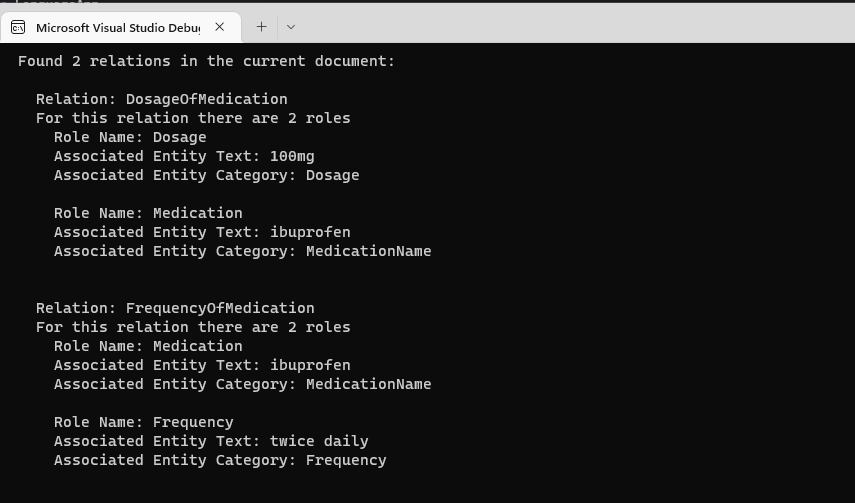 Microsoft Visual Studio Debug
Found 2 relations in the current document:
Relation: DosageOfMedication
For this relation there are 2 roles
Role Name: Dosage
Associated Entity Text: 100mg
Associated Entity Category: Dosage
Role Name: Medication
Associated Entity Text: ibuprofen
Associated Entity Category: MedicationName
Relation: FrequencyOfMedication
For this relation there are 2 roles
Role Name: Medication
Associated Entity Text: ibuprofen
Associated Entity Category: MedicationName
Role Name: Frequency
Associated Entity Text: twice daily
Associated Entity Category: Frequency